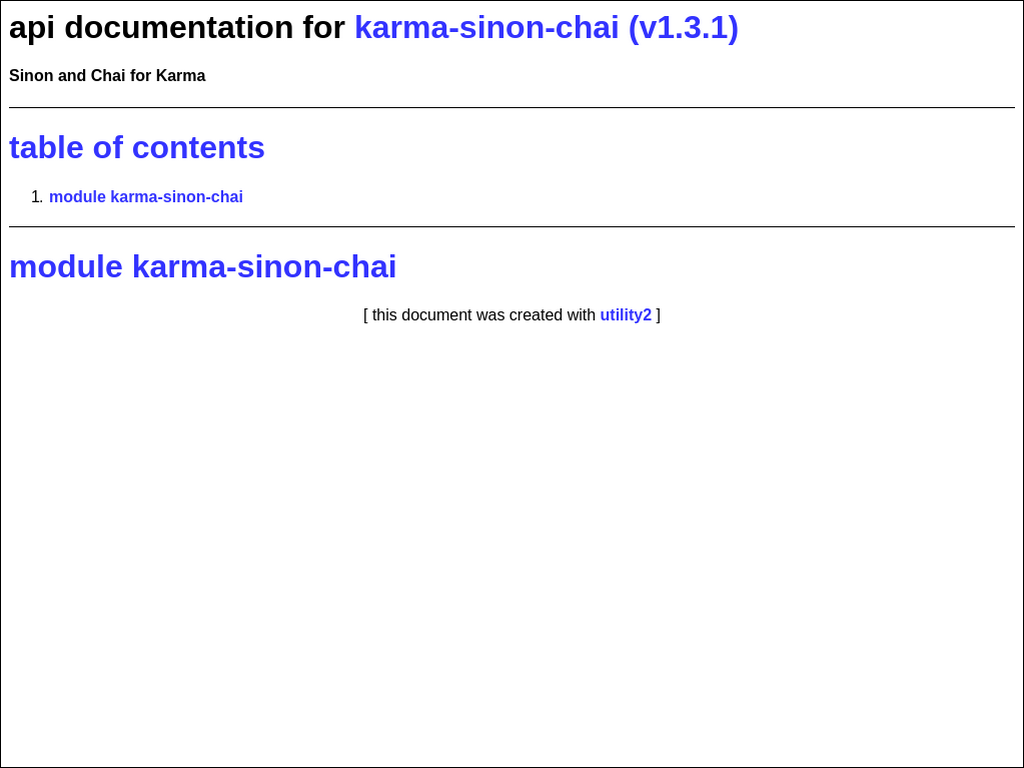 api documentation for karma-sinon-chai (v1.3.1)
Sinon and Chai for Karma
table of contents
1. module karma-sinon-chai
module karma-sinon-chai
[ this document was created with utility2 ]